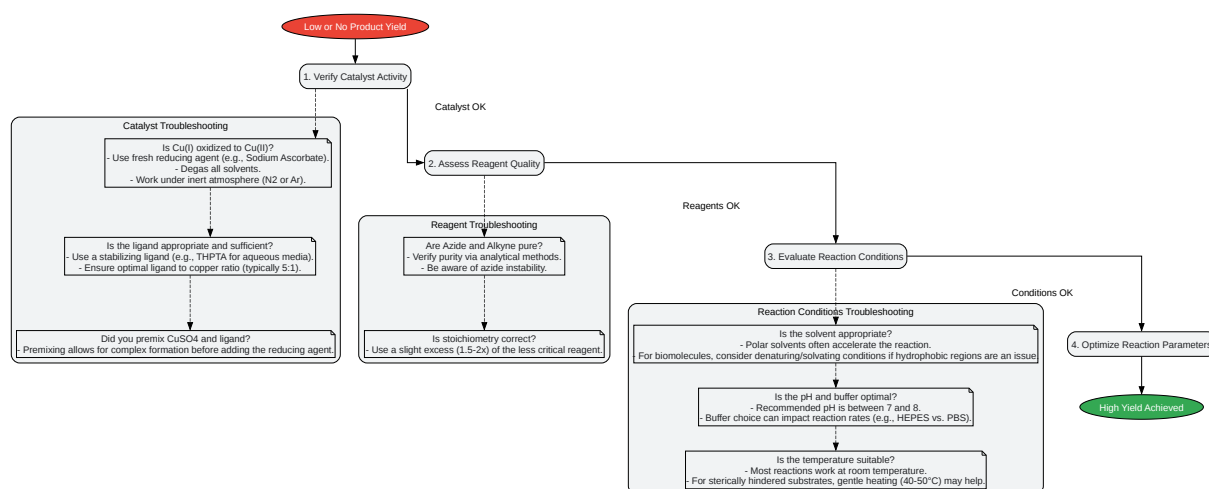 Low or No Product Yield
1. Verify Catalyst Activity
Catalyst OK
Catalyst Troubleshooting
Is Cu(I) oxidized to Cu(II)?
- Use fresh reducing agent (e.g., Sodium Ascorbate).
- Degas all solvents.
- Work under inert atmosphere (N2 or Ar).
Is the ligand appropriate and sufficient?
- Use a stabilizing ligand (e.g., THPTA for aqueous media).
- Ensure optimal ligand to copper ratio (typically 5:1).
Did you premix CuSO4 and ligand?
- Premixing allows for complex formation before adding the reducing agent.
2. Assess Reagent Quality
Reagents OK
Reagent Troubleshooting
Are Azide and Alkyne pure?
- Verify purity via analytical methods.
- Be aware of azide instability.
Is stoichiometry correct?
- Use a slight excess (1.5-2x) of the less critical reagent.
3. Evaluate Reaction Conditions
Conditions OK
Reaction Conditions Troubleshooting
Is the solvent appropriate?
- Polar solvents often accelerate the reaction.
- For biomolecules, consider denaturing/solvating conditions if hydrophobic regions are an issue.
Is the pH and buffer optimal?
- Recommended pH is between 7 and 8.
- Buffer choice can impact reaction rates (e.g., HEPES vs. PBS).
Is the temperature suitable?
- Most reactions work at room temperature.
- For sterically hindered substrates, gentle heating (40-50°C) may help.
4. Optimize Reaction Parameters
High Yield Achieved